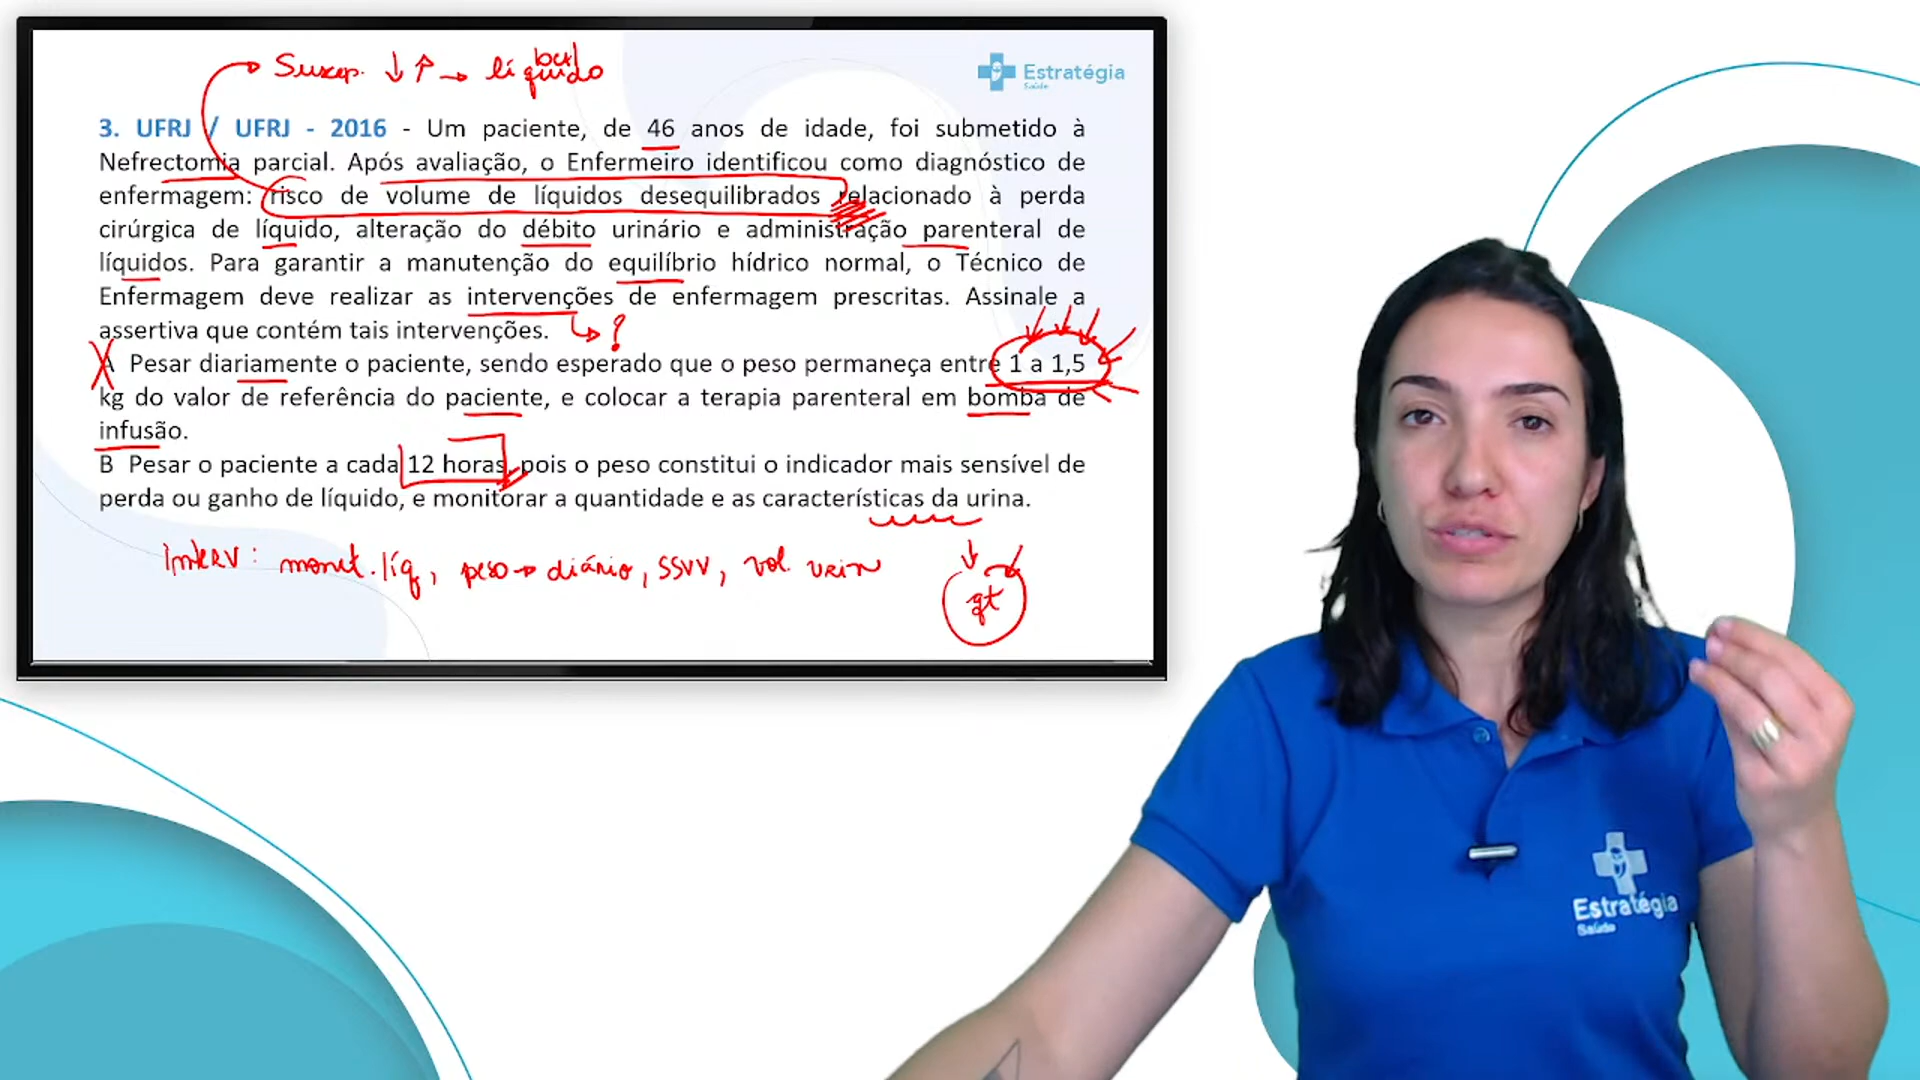 Suscep. ↓ ↑ → líquido
bal
Estratégia
Saúde
3. UFRJ / UFRJ - 2016 - Um paciente, de 46 anos de idade, foi submetido à
Nefrectomia parcial. Após avaliação, o Enfermeiro identificou como diagnóstico de
enfermagem: risco de volume de líquidos desequilibrados relacionado à perda
cirúrgica de líquido, alteração do débito urinário e administração parenteral de
líquidos. Para garantir a manutenção do equilíbrio hídrico normal, o Técnico de
Enfermagem deve realizar as intervenções de enfermagem prescritas. Assinale a
assertiva que contém tais intervenções.
?
A Pesar diariamente o paciente, sendo esperado que o peso permaneça entre 1 a 1,5
kg do valor de referência do paciente, e colocar a terapia parenteral em bomba de
infusão.
B Pesar o paciente a cada 12 horas, pois o peso constitui o indicador mais sensível de
perda ou ganho de líquido, e monitorar a quantidade e as características da urina.
Interv: monit. líq, peso → diário, SSVV, vol. urin
qt
Estratégia
Saúde